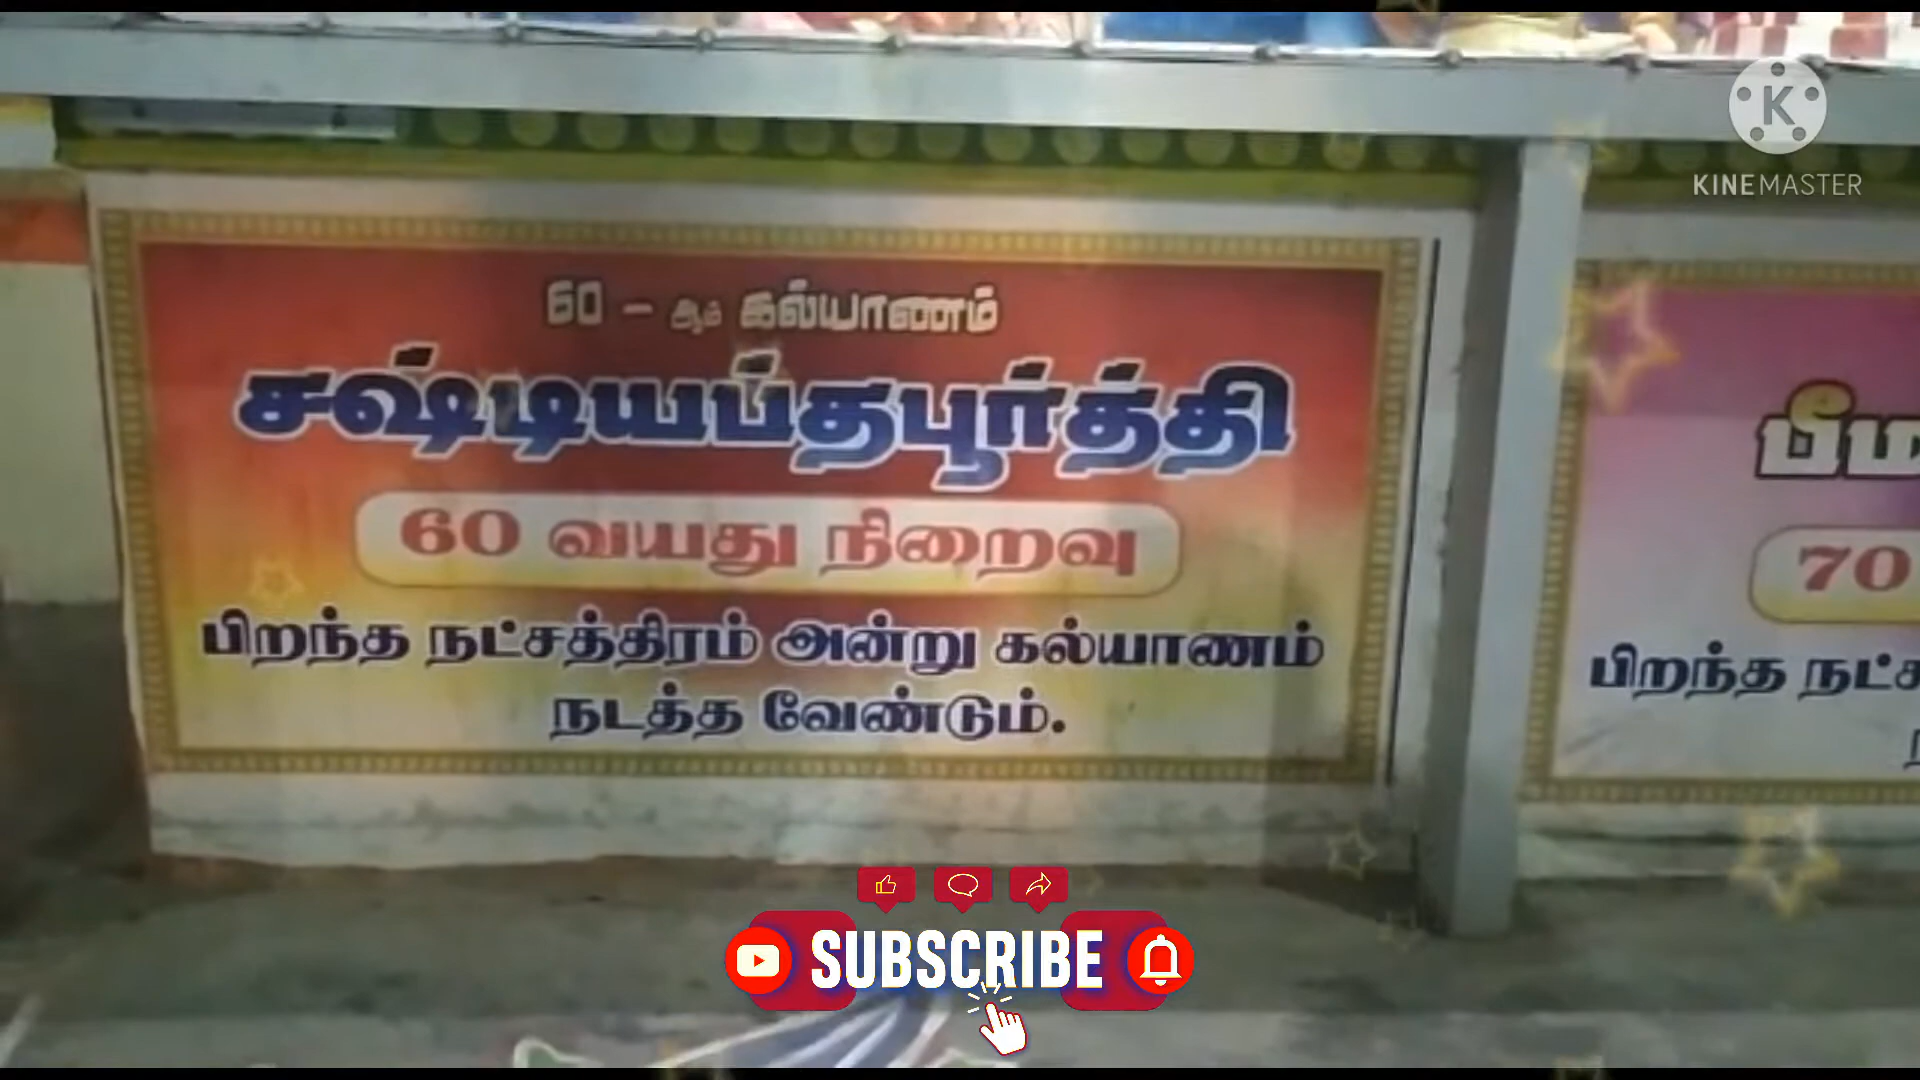 KINEMASTER
60 - ஆம் கல்யாணம்
சஷ்டியப்தபூர்த்தி
60 வயது நிறைவு
பிறந்த நட்சத்திரம் அன்று கல்யாணம்
நடத்த வேண்டும்.
பீம
70
பிறந்த நட்ச
SUBSCRIBE